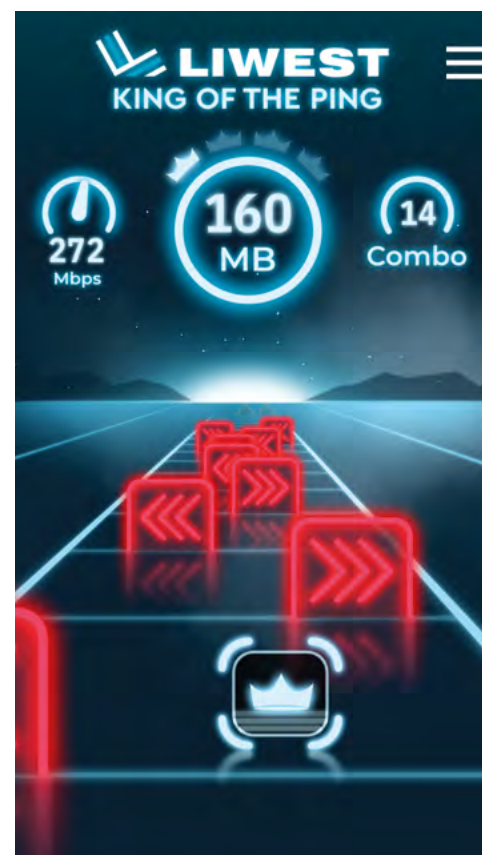 LIWEST
KING OF THE PING
160
MB
272
Mbps
14
Combo